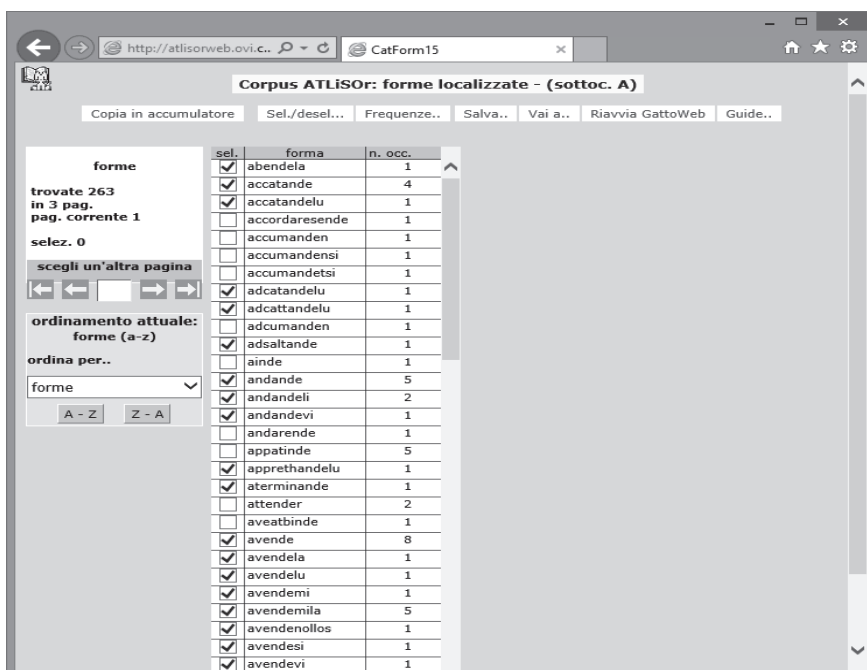 http://atlisorweb.ovi.c..
CatForm15
Corpus ATLiSOr: forme localizzate - (sottoc. A)
Copia in accumulatore Sel./desel... Frequenze.. Salva.. Vai a.. Riavvia GattoWeb Guide..
forme
trovate 263
in 3 pag.
pag. corrente 1
selez. 0
scegli un'altra pagina
ordinamento attuale:
forme (a-z)
ordina per..
forme
A - Z Z - A
sel. forma n. occ.
abendela 1
accatande 4
accatandelu 1
accordaresende 1
accumanden 1
accumandensi 1
accumandetsi 1
adcatandelu 1
adcattandelu 1
adcumanden 1
adsaltande 1
ainde 1
andande 5
andandeli 2
andandevi 1
andarende 1
appatinde 5
apprethandelu 1
aterminande 1
attender 2
aveatbinde 1
avende 8
avendela 1
avendelu 1
avendemi 1
avendemila 5
avendenollos 1
avendesi 1
avendevi 1